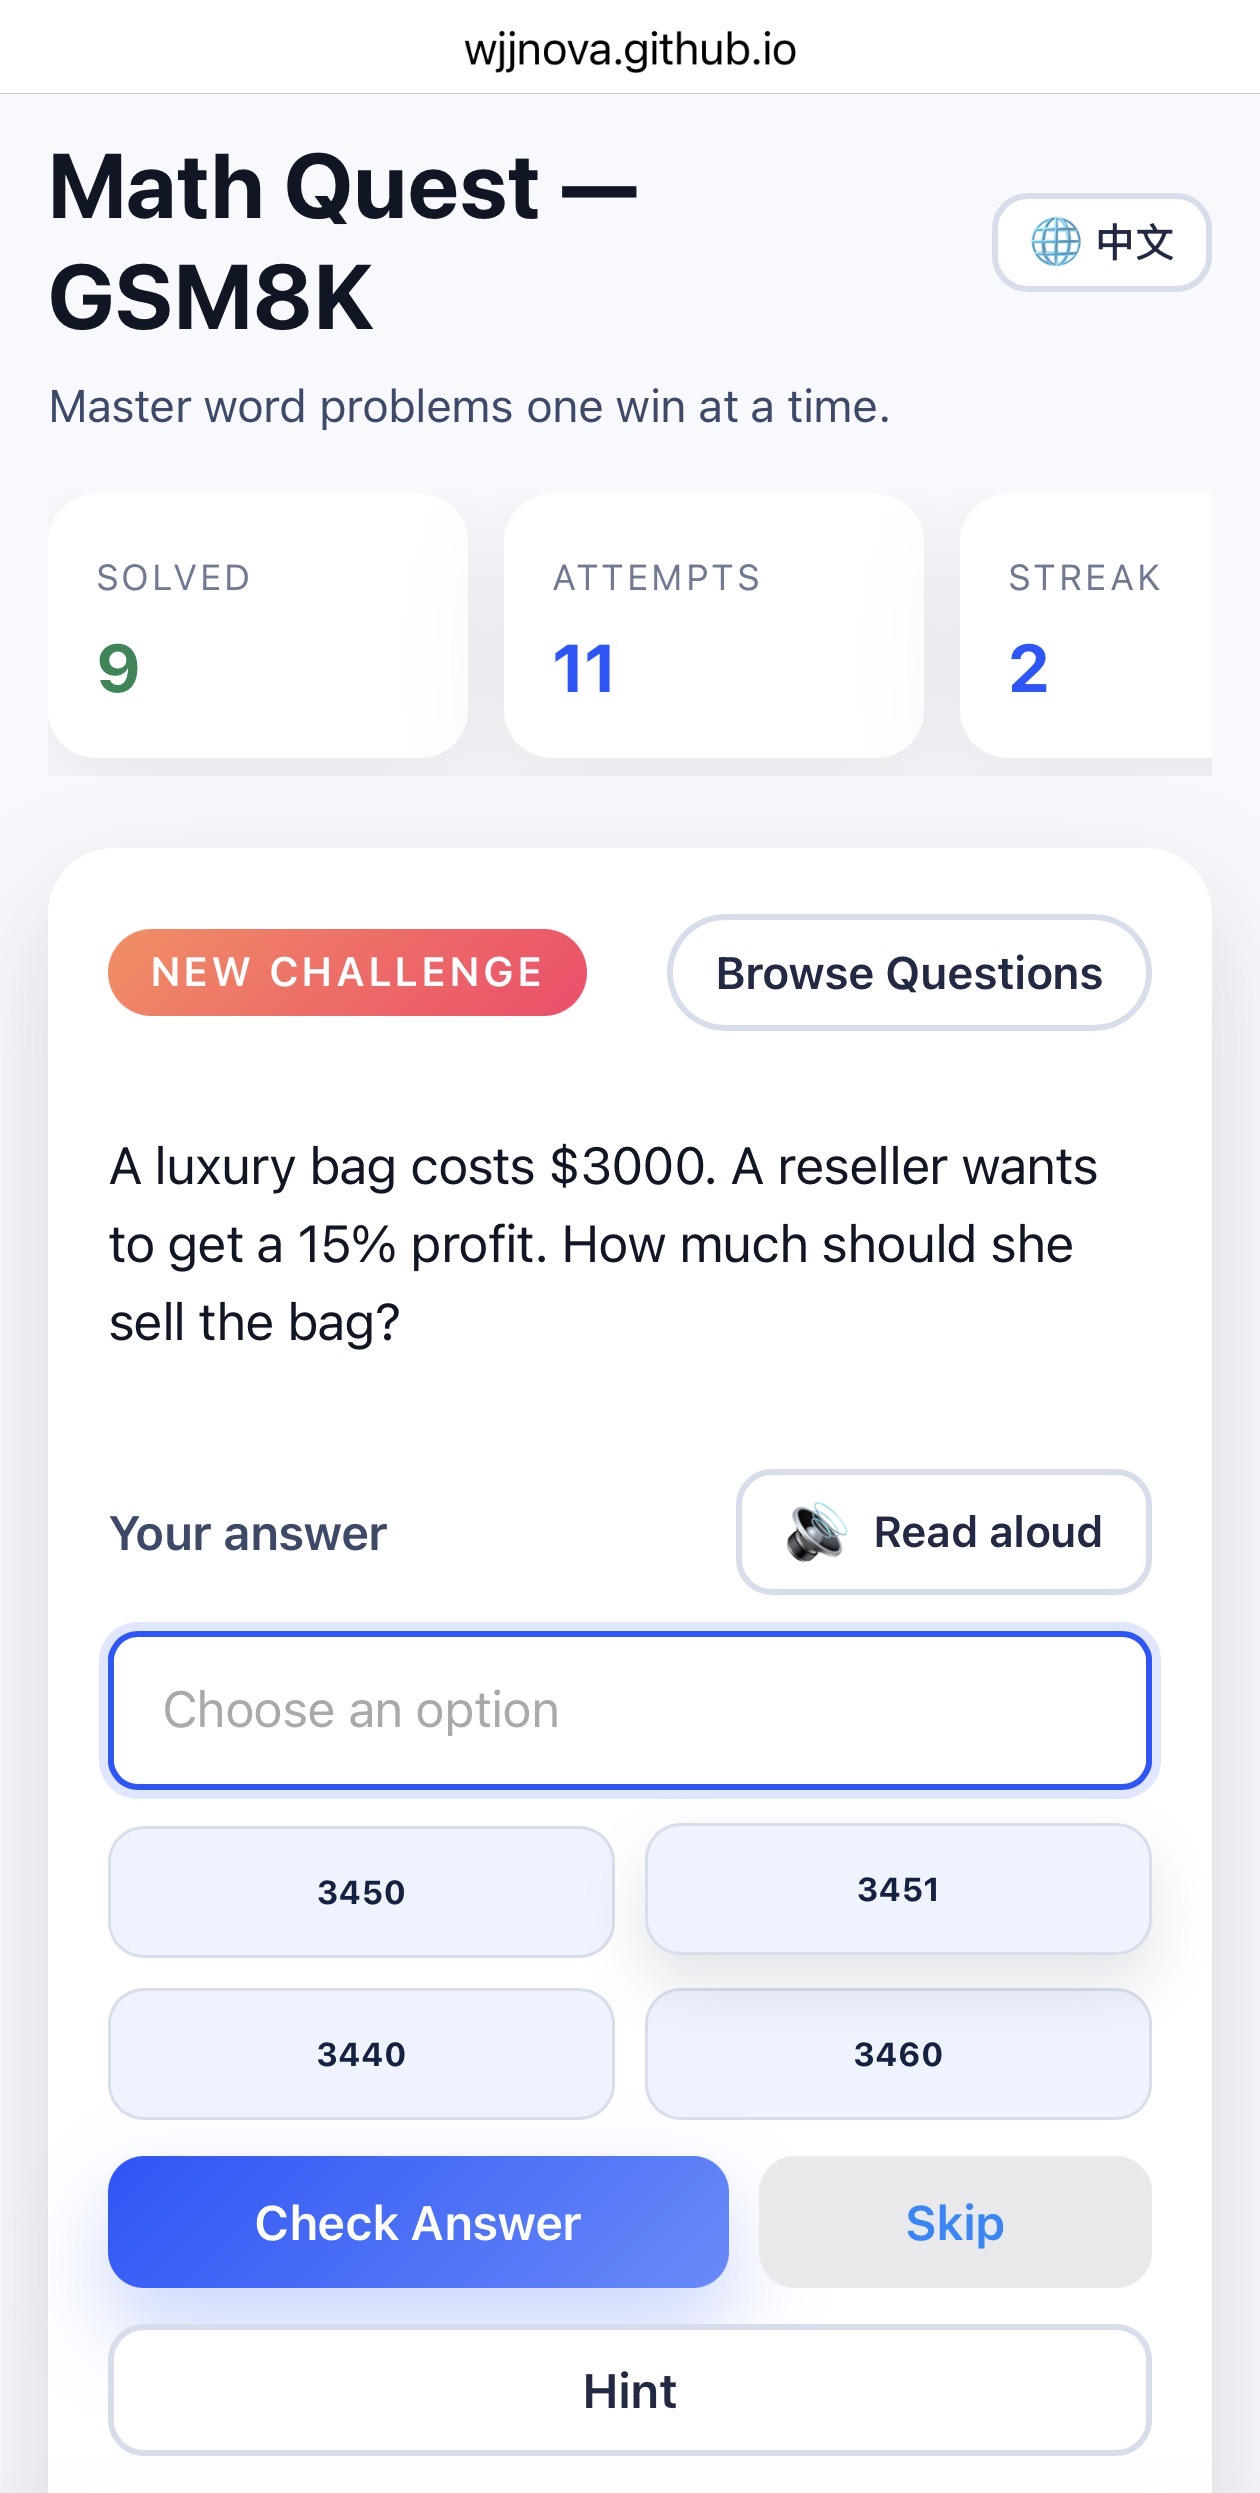 wjjnova.github.io
Math Quest —
GSM8K
🌐 中文
Master word problems one win at a time.
SOLVED
9
ATTEMPTS
11
STREAK
2
NEW CHALLENGE
Browse Questions
A luxury bag costs $3000. A reseller wants
to get a 15% profit. How much should she
sell the bag?
Your answer
🔊 Read aloud
Choose an option
3450
3451
3440
3460
Check Answer
Skip
Hint